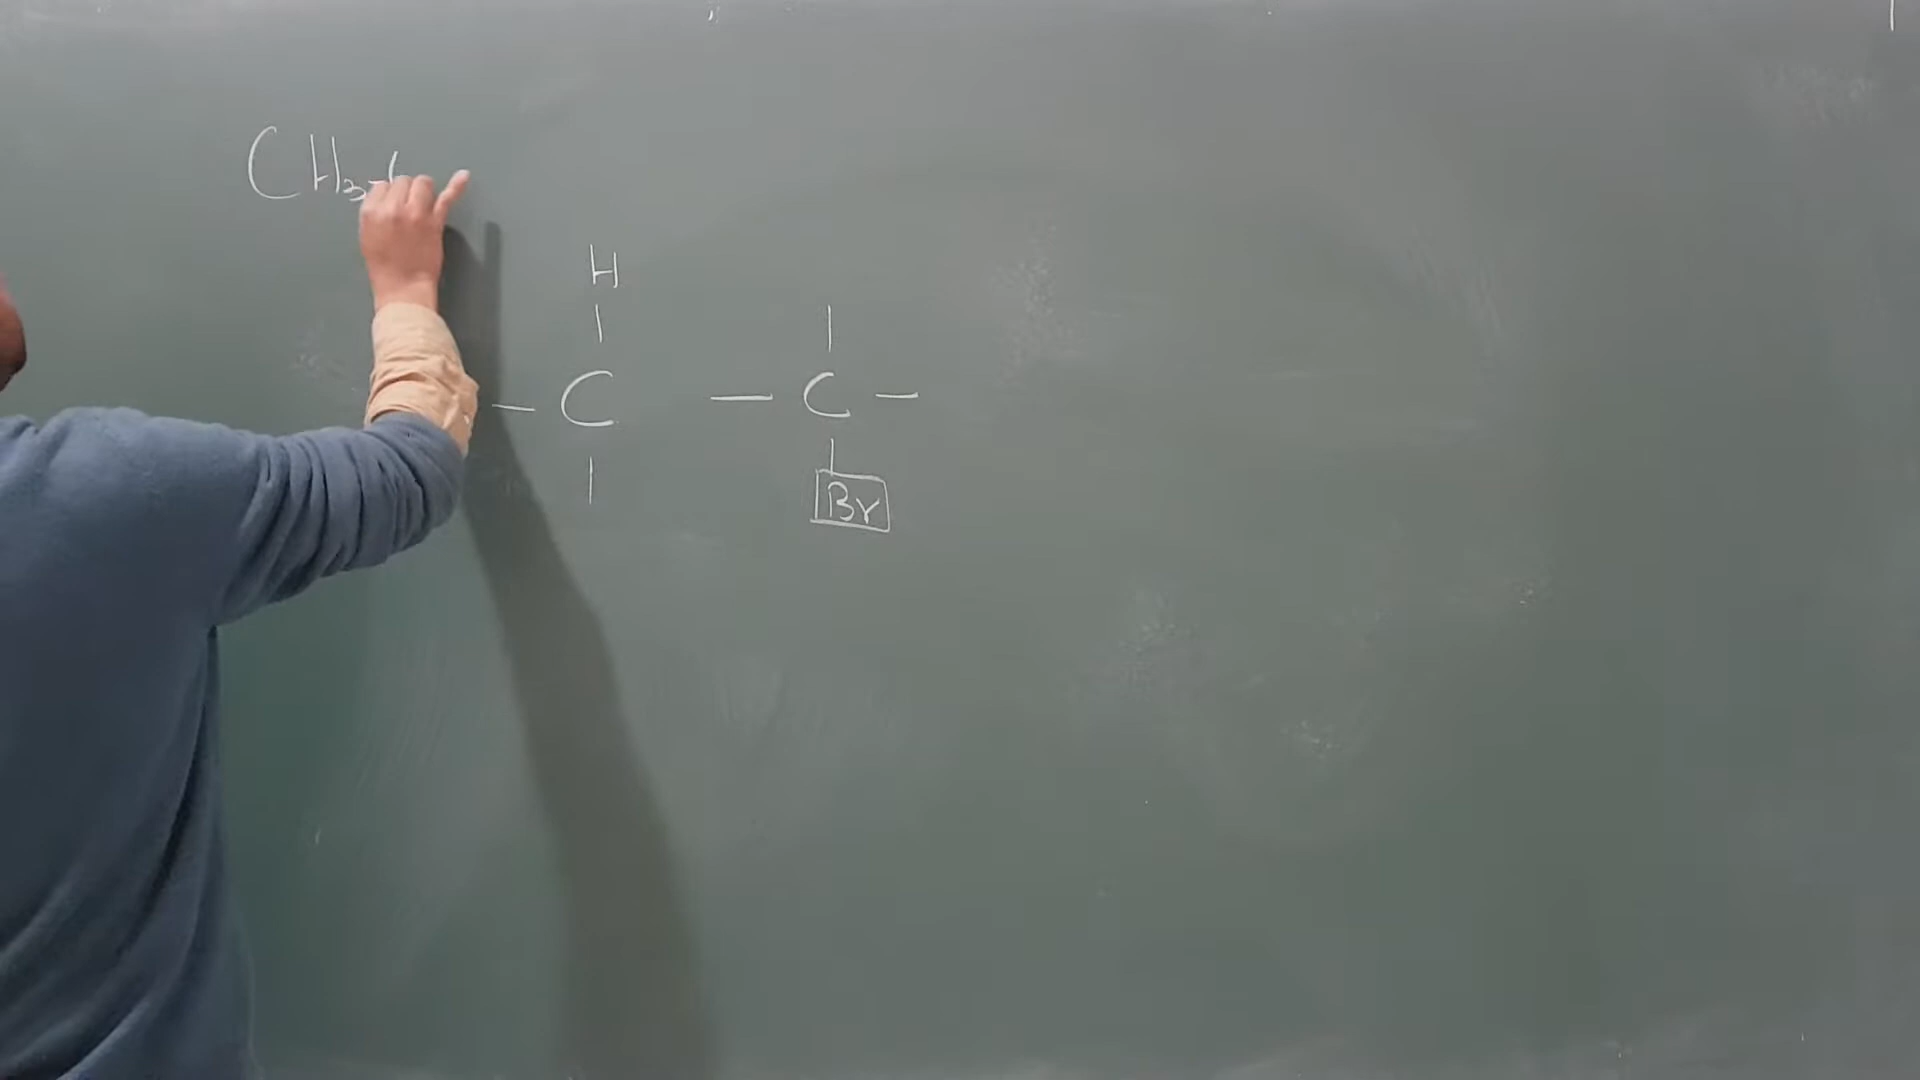 CH₃-
H
| |
- C — C -
| |
Br